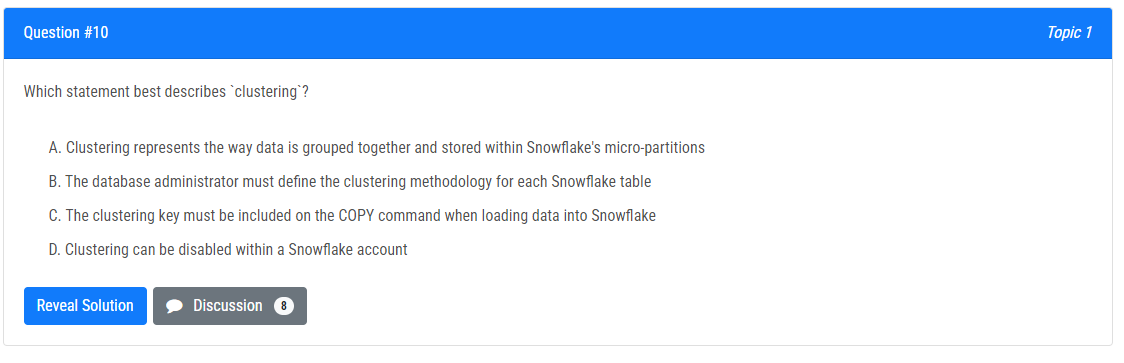 Question #10
Topic 1
Which statement best describes `clustering`?
A. Clustering represents the way data is grouped together and stored within Snowflake's micro-partitions
B. The database administrator must define the clustering methodology for each Snowflake table
C. The clustering key must be included on the COPY command when loading data into Snowflake
D. Clustering can be disabled within a Snowflake account
Reveal Solution
Discussion 8